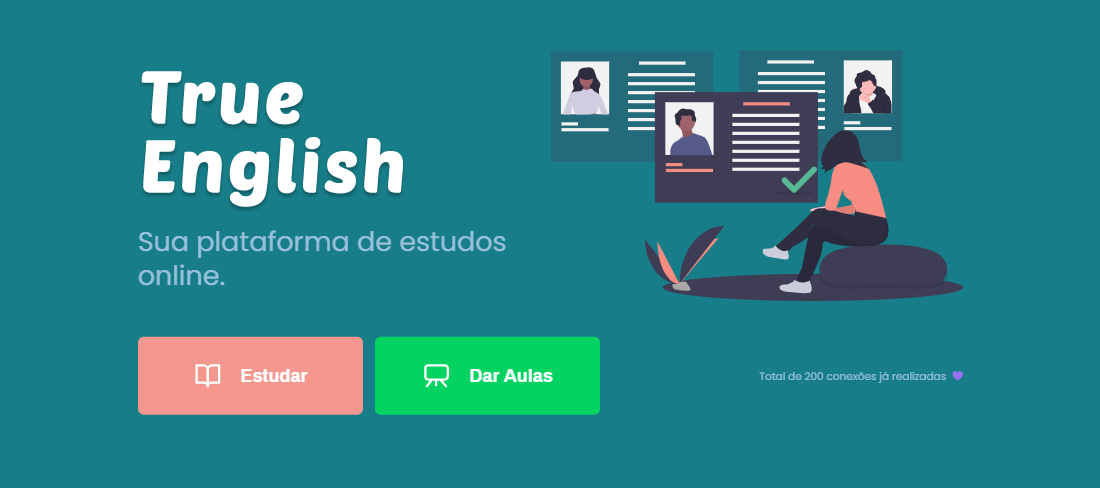 True
English
Sua plataforma de estudos
online.
Estudar
Dar Aulas
Total de 200 conexões já realizadas